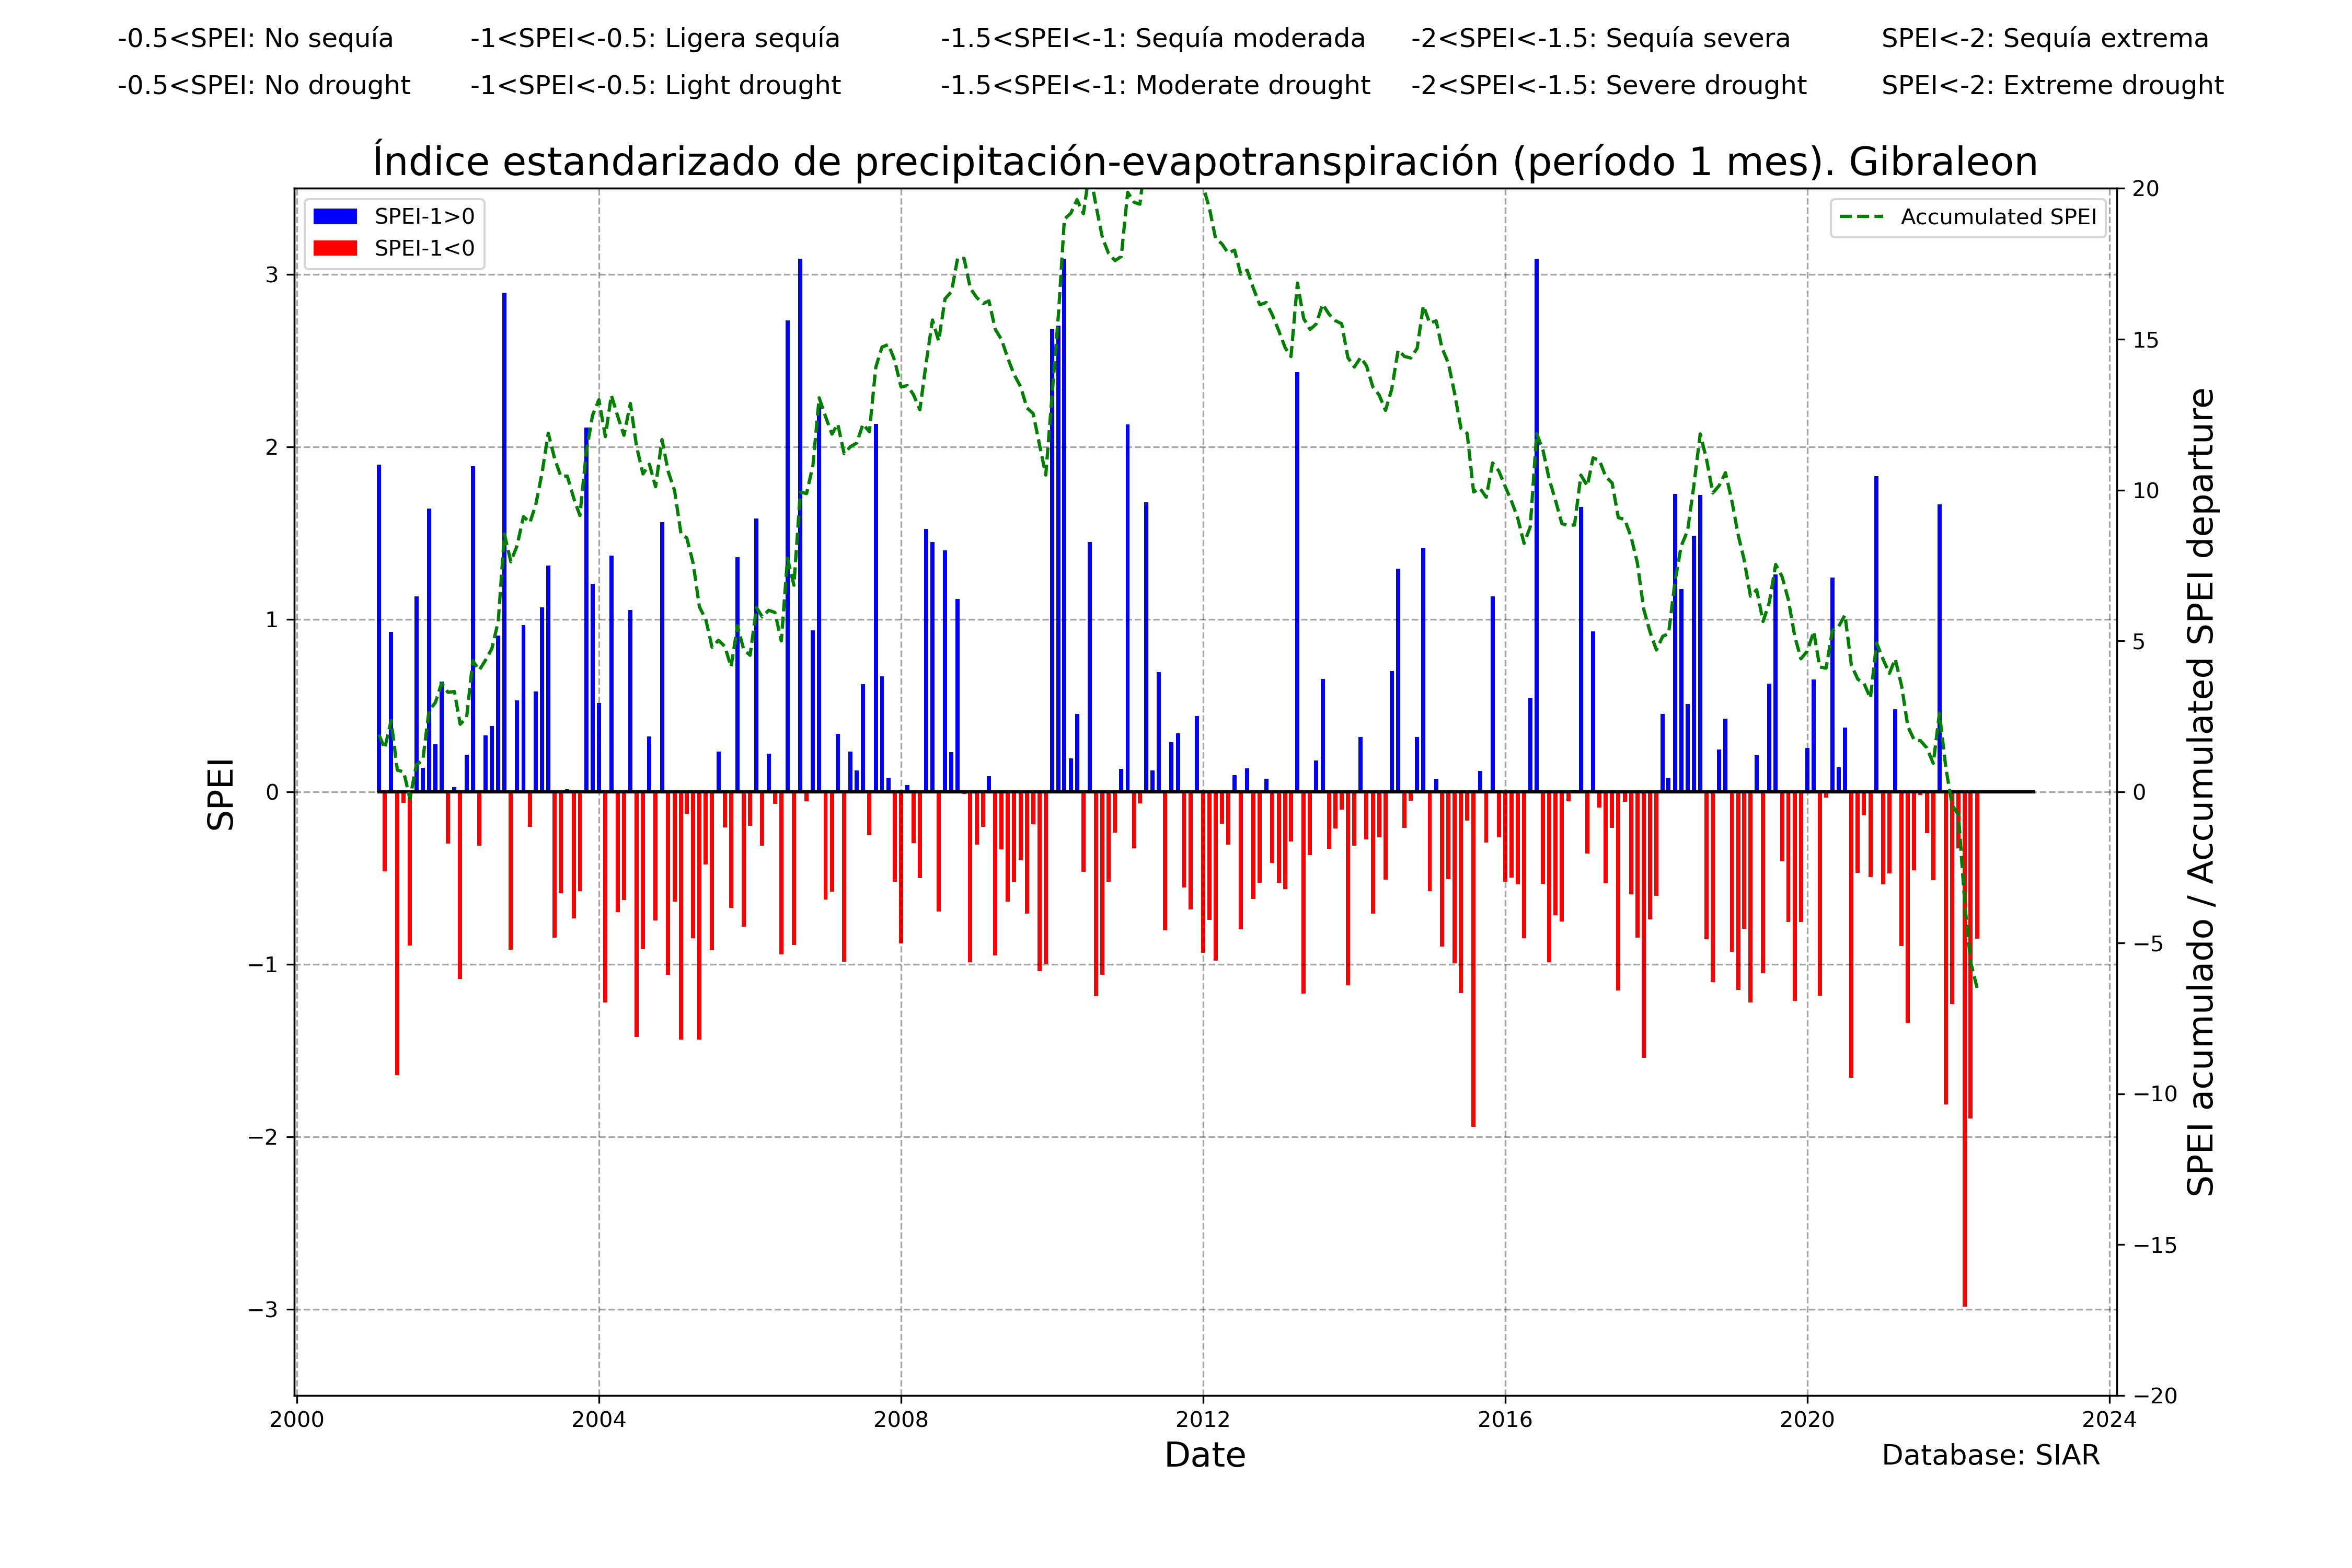 -0.5<SPEI: No sequía -1<SPEI<-0.5: Ligera sequía -1.5<SPEI<-1: Sequía moderada -2<SPEI<-1.5: Sequía severa SPEI<-2: Sequía extrema
-0.5<SPEI: No drought -1<SPEI<-0.5: Light drought -1.5<SPEI<-1: Moderate drought -2<SPEI<-1.5: Severe drought SPEI<-2: Extreme drought
Índice estandarizado de precipitación-evapotranspiración (período 1 mes). Gibraleon
SPEI-1>0
SPEI-1<0
Accumulated SPEI
3
2
1
0
−1
−2
−3
SPEI
20
15
10
5
0
−5
−10
−15
−20
SPEI acumulado / Accumulated SPEI departure
2000 2004 2008 2012 2016 2020 2024
Date
Database: SIAR